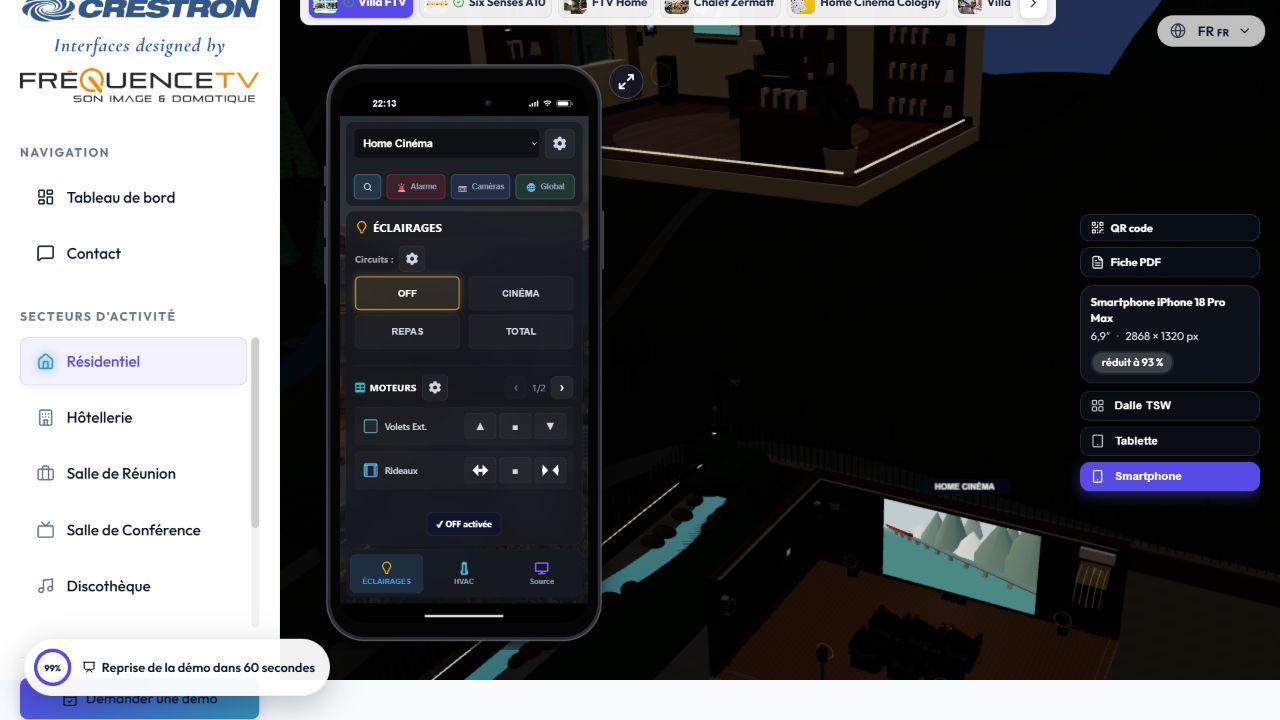 CRESTRON
Interfaces designed by
FRÉQUENCETV
SON IMAGE & DOMOTIQUE
NAVIGATION
Tableau de bord
Contact
SECTEURS D'ACTIVITÉ
Résidentiel
Hôtellerie
Salle de Réunion
Salle de Conférence
Discothèque
99%
Reprise de la démo dans 60 secondes
Demander une démo
Villa FTV
Six Senses A10
FTV Home
Chalet Zermatt
Home Cinema Cologny
Villa
FR FR
22:13
Home Cinéma
Alarme
Caméras
Global
ÉCLAIRAGES
Circuits :
OFF
CINÉMA
REPAS
TOTAL
MOTEURS
1/2
Volets Ext.
Rideaux
✓ OFF activée
ÉCLAIRAGES
HVAC
Source
HOME CINÉMA
QR code
Fiche PDF
Smartphone iPhone 18 Pro
Max
6,9" · 2868 × 1320 px
réduit à 93 %
Dalle TSW
Tablette
Smartphone